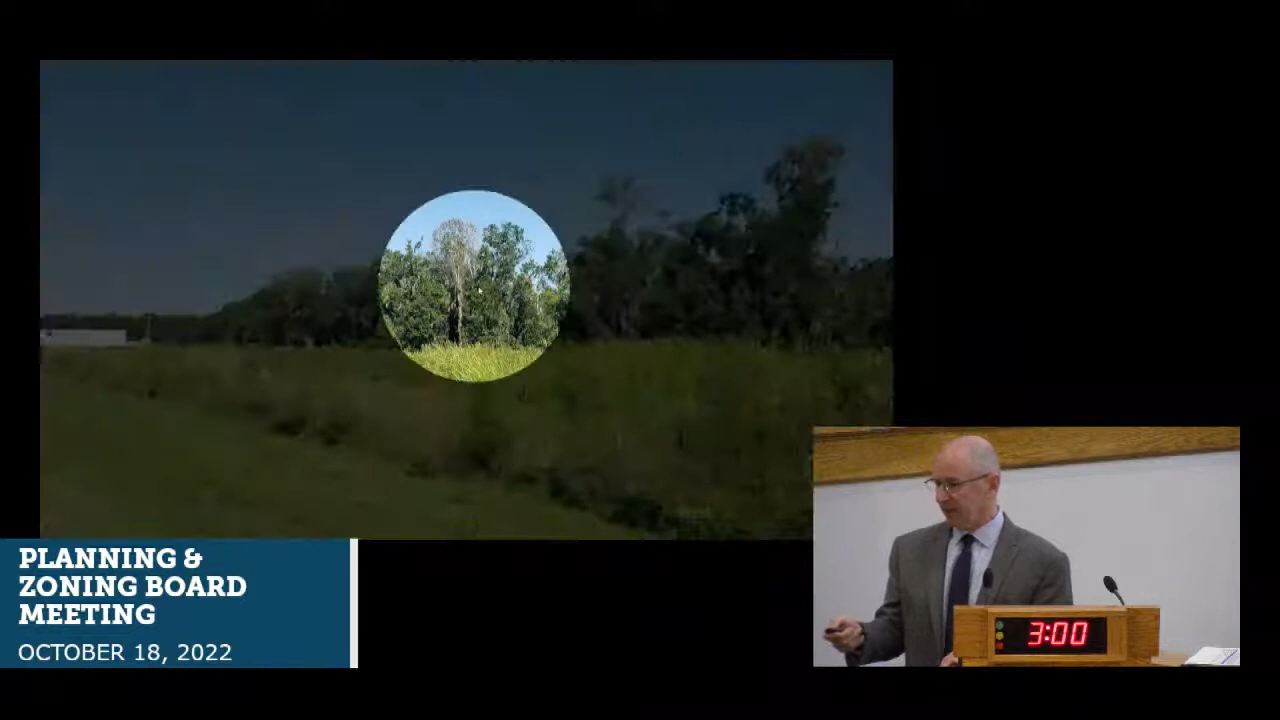 PLANNING &
ZONING BOARD
MEETING
OCTOBER 18, 2022
3:00